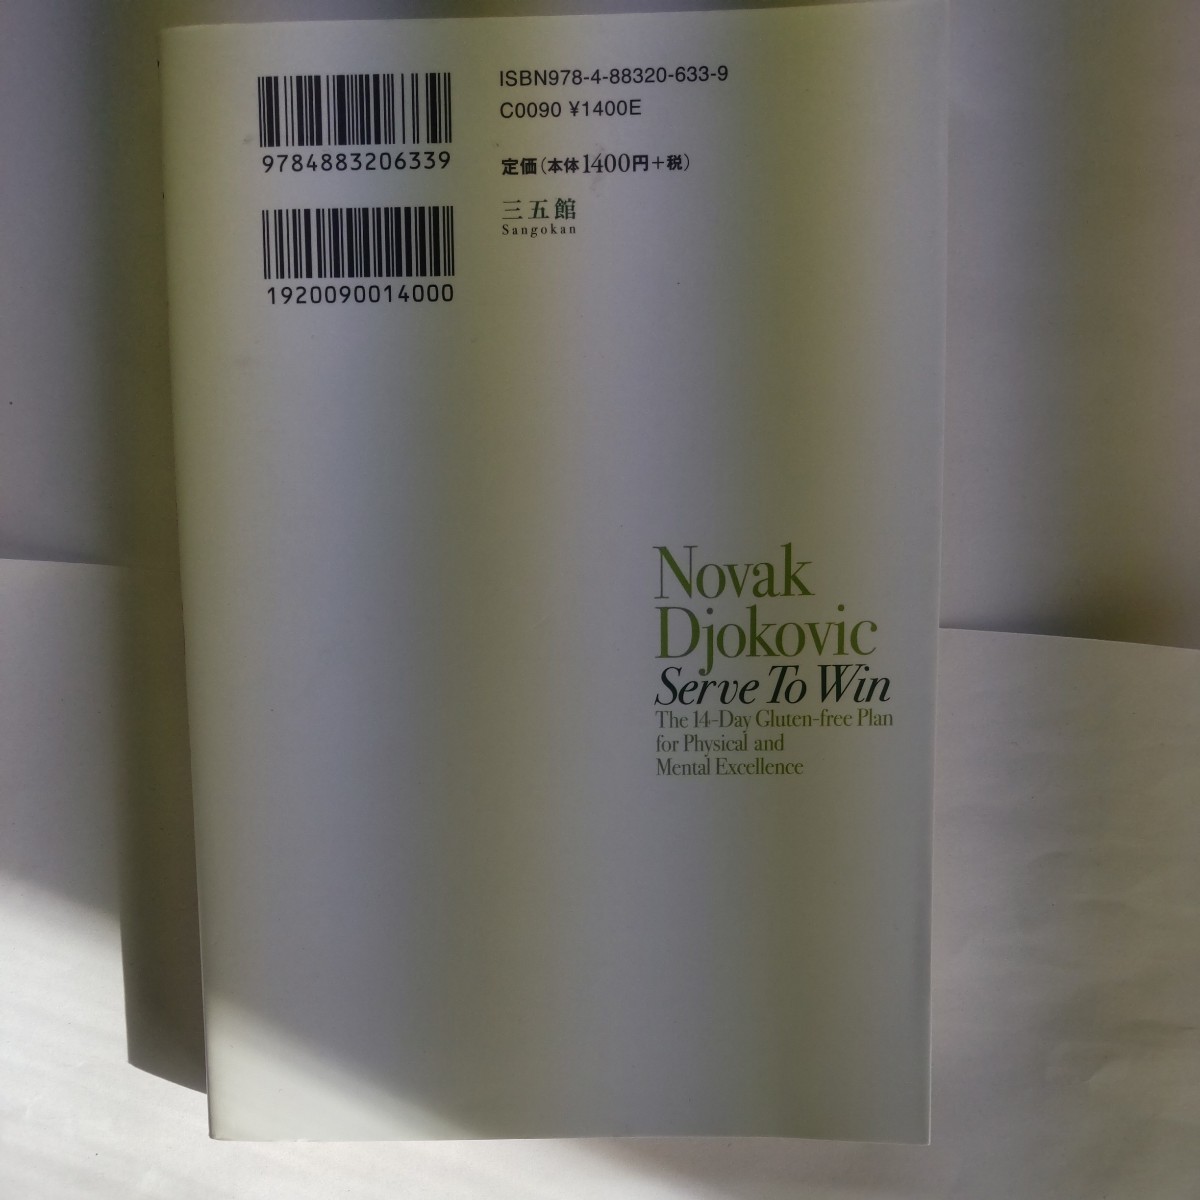 9784883206339
1920090014000
ISBN978-4-88320-633-9
C0090 ¥1400E
定価(本体1400円+税)
三五館
Sangokan
Novak
Djokovic
Serve To Win
The 14-Day Gluten-free Plan
for Physical and
Mental Excellence